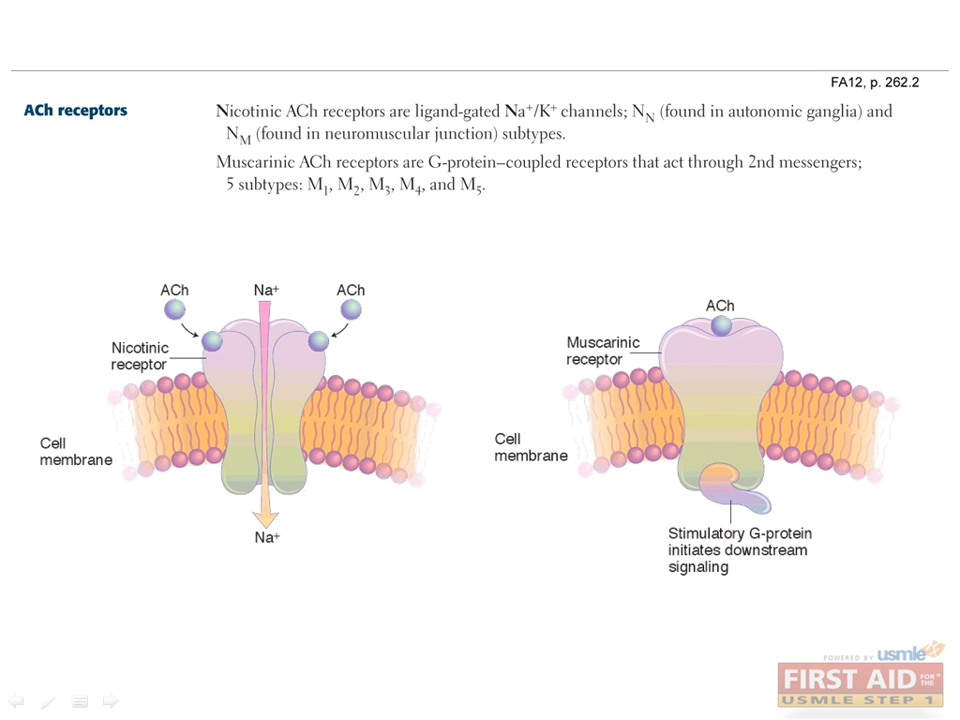 FA12, p. 262.2
ACh receptors
Nicotinic ACh receptors are ligand-gated Na⁺/K⁺ channels; N_N (found in autonomic ganglia) and
N_M (found in neuromuscular junction) subtypes.
Muscarinic ACh receptors are G-protein–coupled receptors that act through 2nd messengers;
5 subtypes: M₁, M₂, M₃, M₄, and M₅.
ACh
Na⁺
ACh
Nicotinic
receptor
Cell
membrane
Na⁺
ACh
Muscarinic
receptor
Cell
membrane
Stimulatory G-protein
initiates downstream
signaling
POWERED BY usmle
FIRST AID FOR THE®
USMLE STEP 1